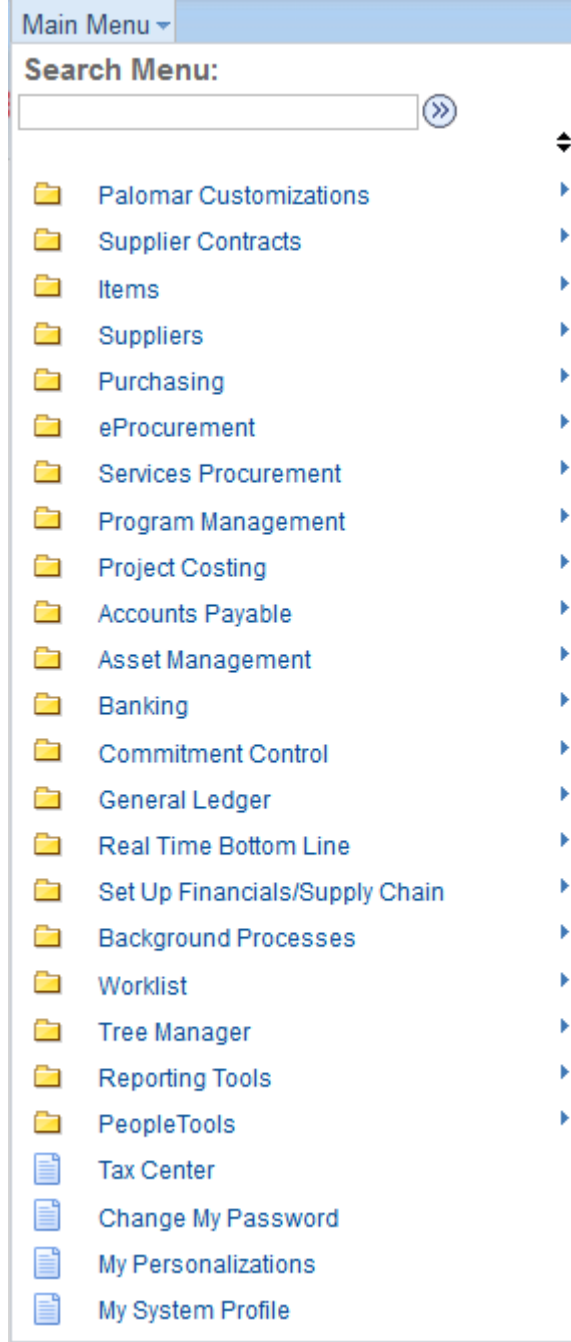 Main Menu
Search Menu:
Palomar Customizations
Supplier Contracts
Items
Suppliers
Purchasing
eProcurement
Services Procurement
Program Management
Project Costing
Accounts Payable
Asset Management
Banking
Commitment Control
General Ledger
Real Time Bottom Line
Set Up Financials/Supply Chain
Background Processes
Worklist
Tree Manager
Reporting Tools
PeopleTools
Tax Center
Change My Password
My Personalizations
My System Profile